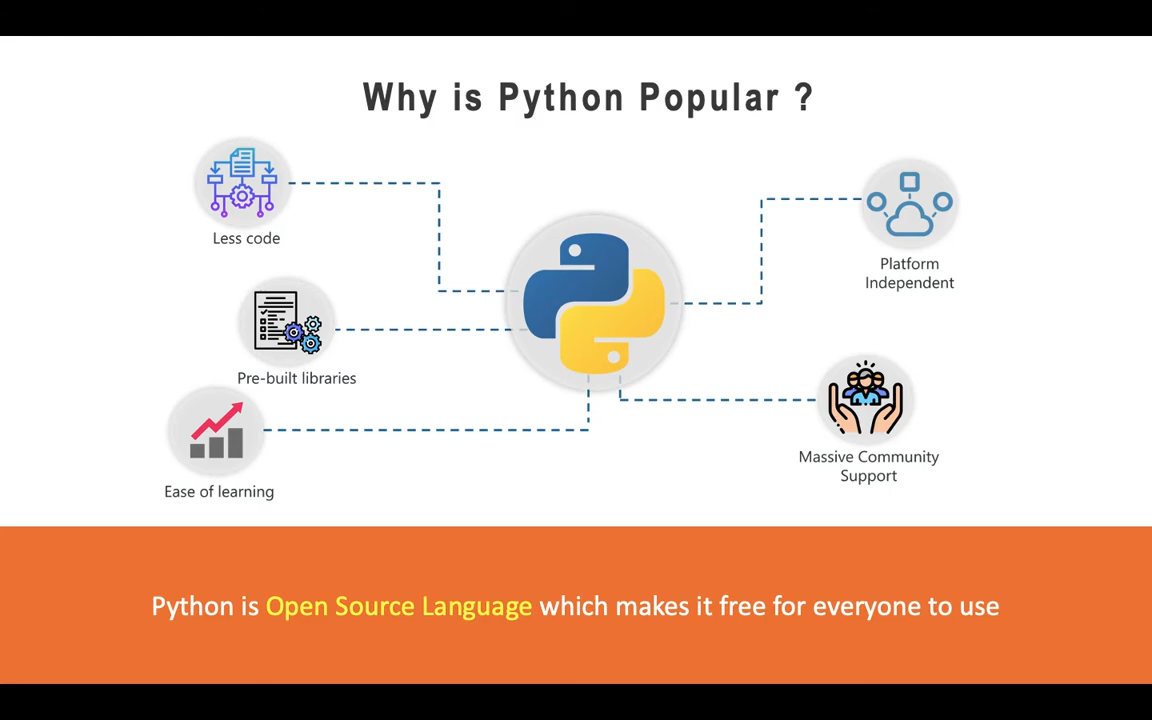 Why is Python Popular ?
Less code
Pre-built libraries
Ease of learning
Platform
Independent
Massive Community
Support
Python is Open Source Language which makes it free for everyone to use